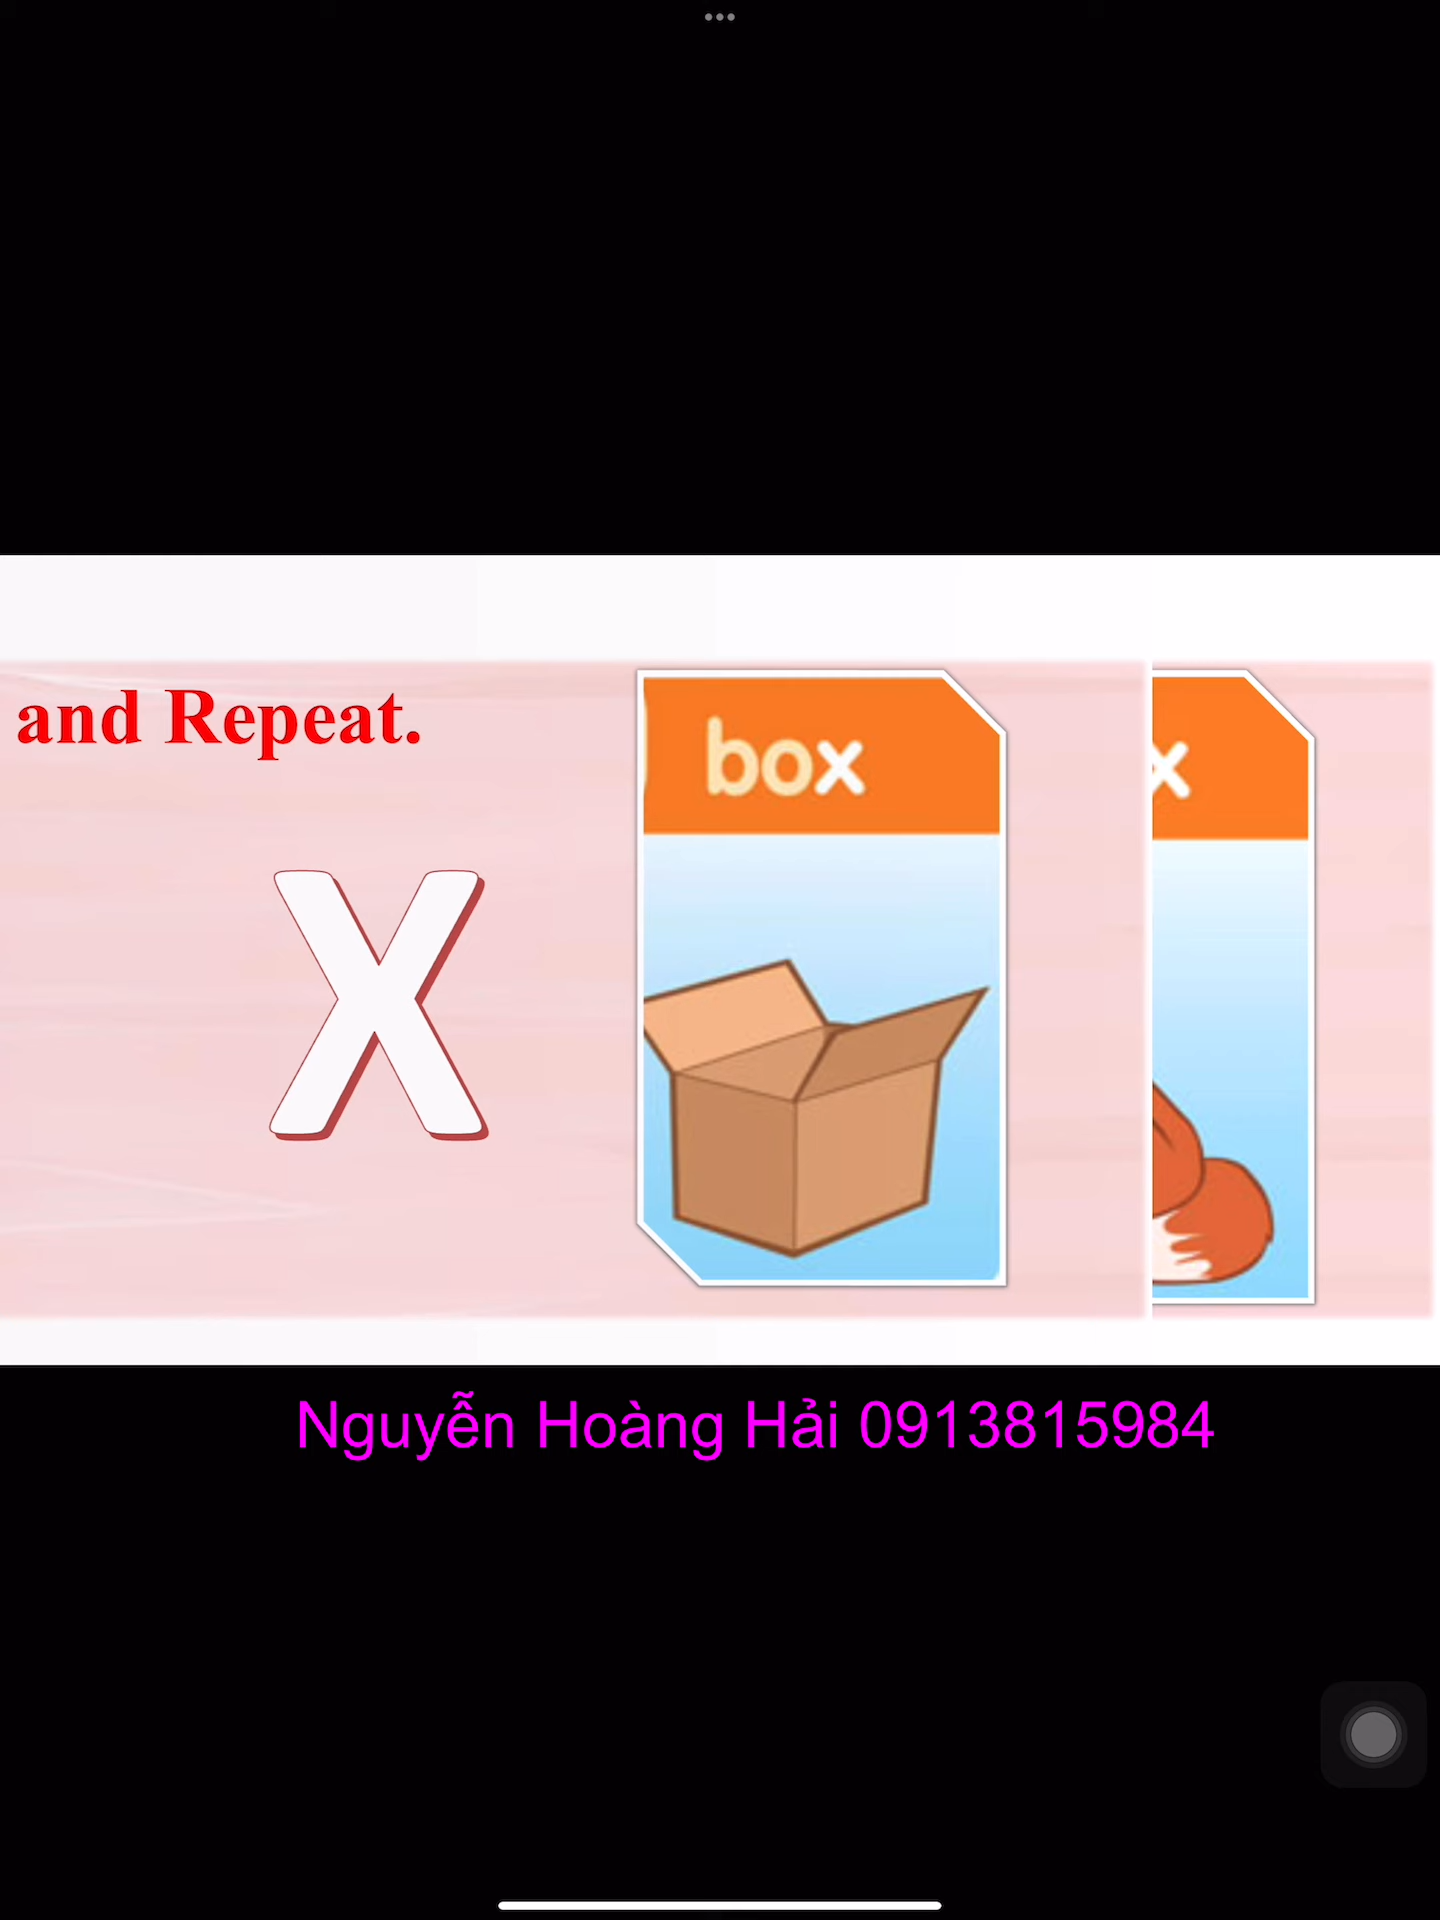 and Repeat.
box
x
X
Nguyễn Hoàng Hải 0913815984